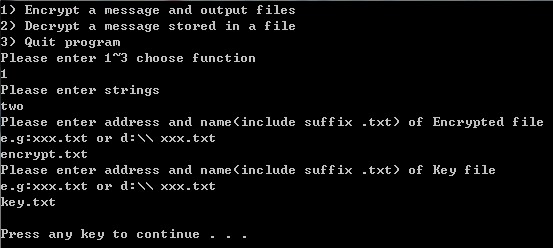 1) Encrypt a message and output files
2) Decrypt a message stored in a file
3) Quit program
Please enter 1~3 choose function
1
Please enter strings
two
Please enter address and name(include suffix .txt) of Encrypted file
e.g:xxx.txt or d:\\ xxx.txt
encrypt.txt
Please enter address and name(include suffix .txt) of Key file
e.g:xxx.txt or d:\\ xxx.txt
key.txt
Press any key to continue . . .